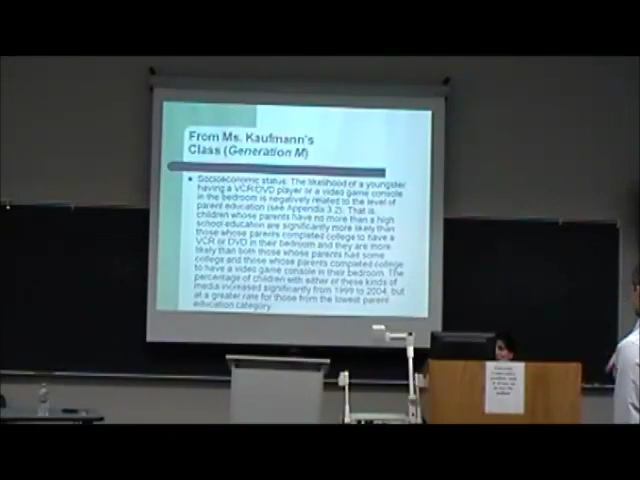 From Ms. Kaufmann's
Class (Generation M)
Socioeconomic status. The likelihood of a youngster
having a VCR/DVD player or a video game console
in the bedroom is negatively related to the level of
parent education (see Appendix 3.2). That is
children whose parents have no more than a high
school education are significantly more likely than
those whose parents completed college to have a
VCR or DVD in their bedroom and they are more
likely than both those whose parents had some
college and those whose parents completed college
to have a video game console in their bedroom. The
percentage of children with either of these kinds of
media increased significantly from 1999 to 2004, but
at a greater rate for those from the lowest parent
education category.